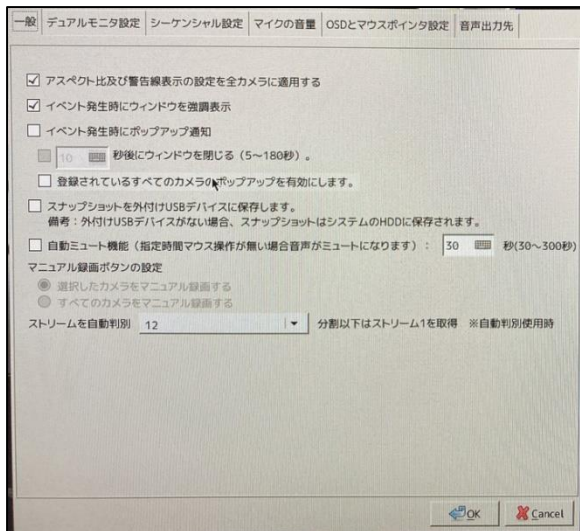 一般 デュアルモニタ設定 シーケンシャル設定 マイクの音量 OSDとマウスポインタ設定 音声出力先
アスペクト比及び警告線表示の設定を全カメラに適用する
イベント発生時にウィンドウを強調表示
イベント発生時にポップアップ通知
10 秒後にウィンドウを閉じる（5〜180秒）。
登録されているすべてのカメラのポップアップを有効にします。
スナップショットを外付けUSBデバイスに保存します。
備考：外付けUSBデバイスがない場合、スナップショットはシステムのHDDに保存されます。
自動ミュート機能（指定時間マウス操作が無い場合音声がミュートになります）： 30 秒(30〜300秒)
マニュアル録画ボタンの設定
選択したカメラをマニュアル録画する
すべてのカメラをマニュアル録画する
ストリームを自動判別 12 分割以下はストリーム1を取得 ※自動判別使用時
OK Cancel